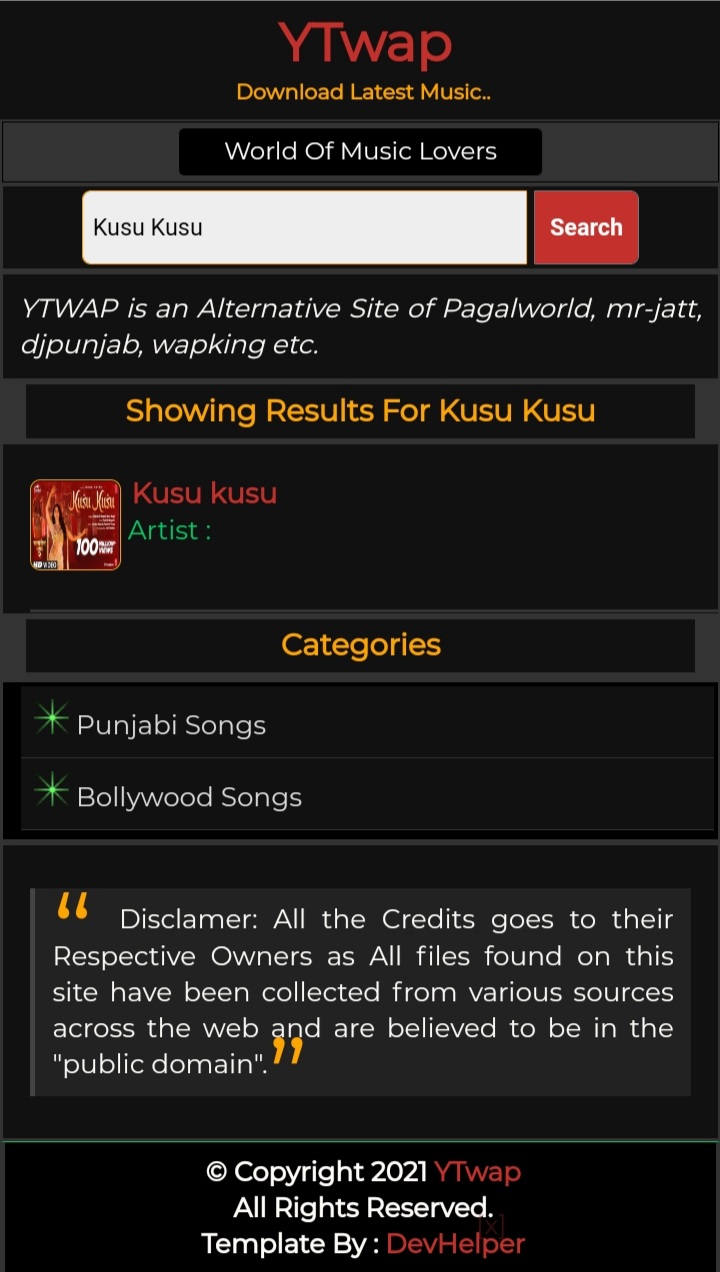 YTwap
Download Latest Music..
World Of Music Lovers
Kusu Kusu
Search
YTWAP is an Alternative Site of Pagalworld, mr-jatt,
djpunjab, wapking etc.
Showing Results For Kusu Kusu
Kusu Kusu
100 MILLION+
VIEWS
HD VIDEO
Kusu kusu
Artist :
Categories
Punjabi Songs
Bollywood Songs
“ Disclamer: All the Credits goes to their
Respective Owners as All files found on this
site have been collected from various sources
across the web and are believed to be in the
"public domain".”
© Copyright 2021 YTwap
All Rights Reserved.
[x]
Template By : DevHelper